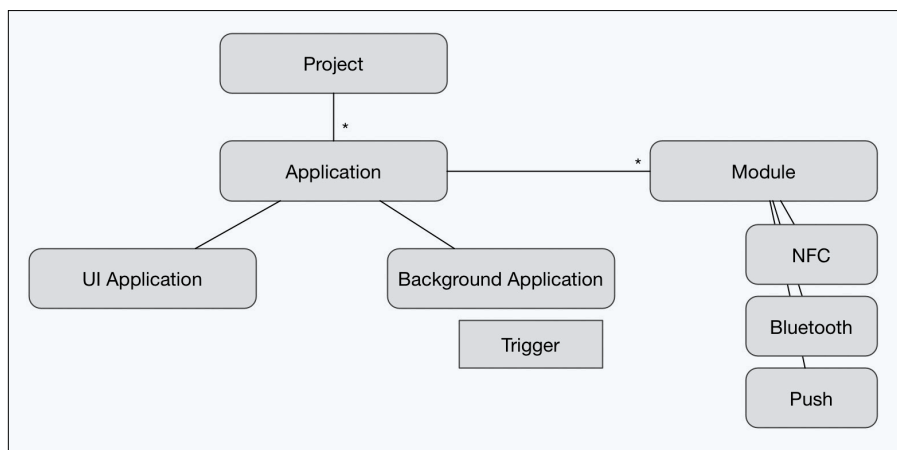 Project
*
Application
*
Module
UI Application
Background Application
NFC
Bluetooth
Trigger
Push